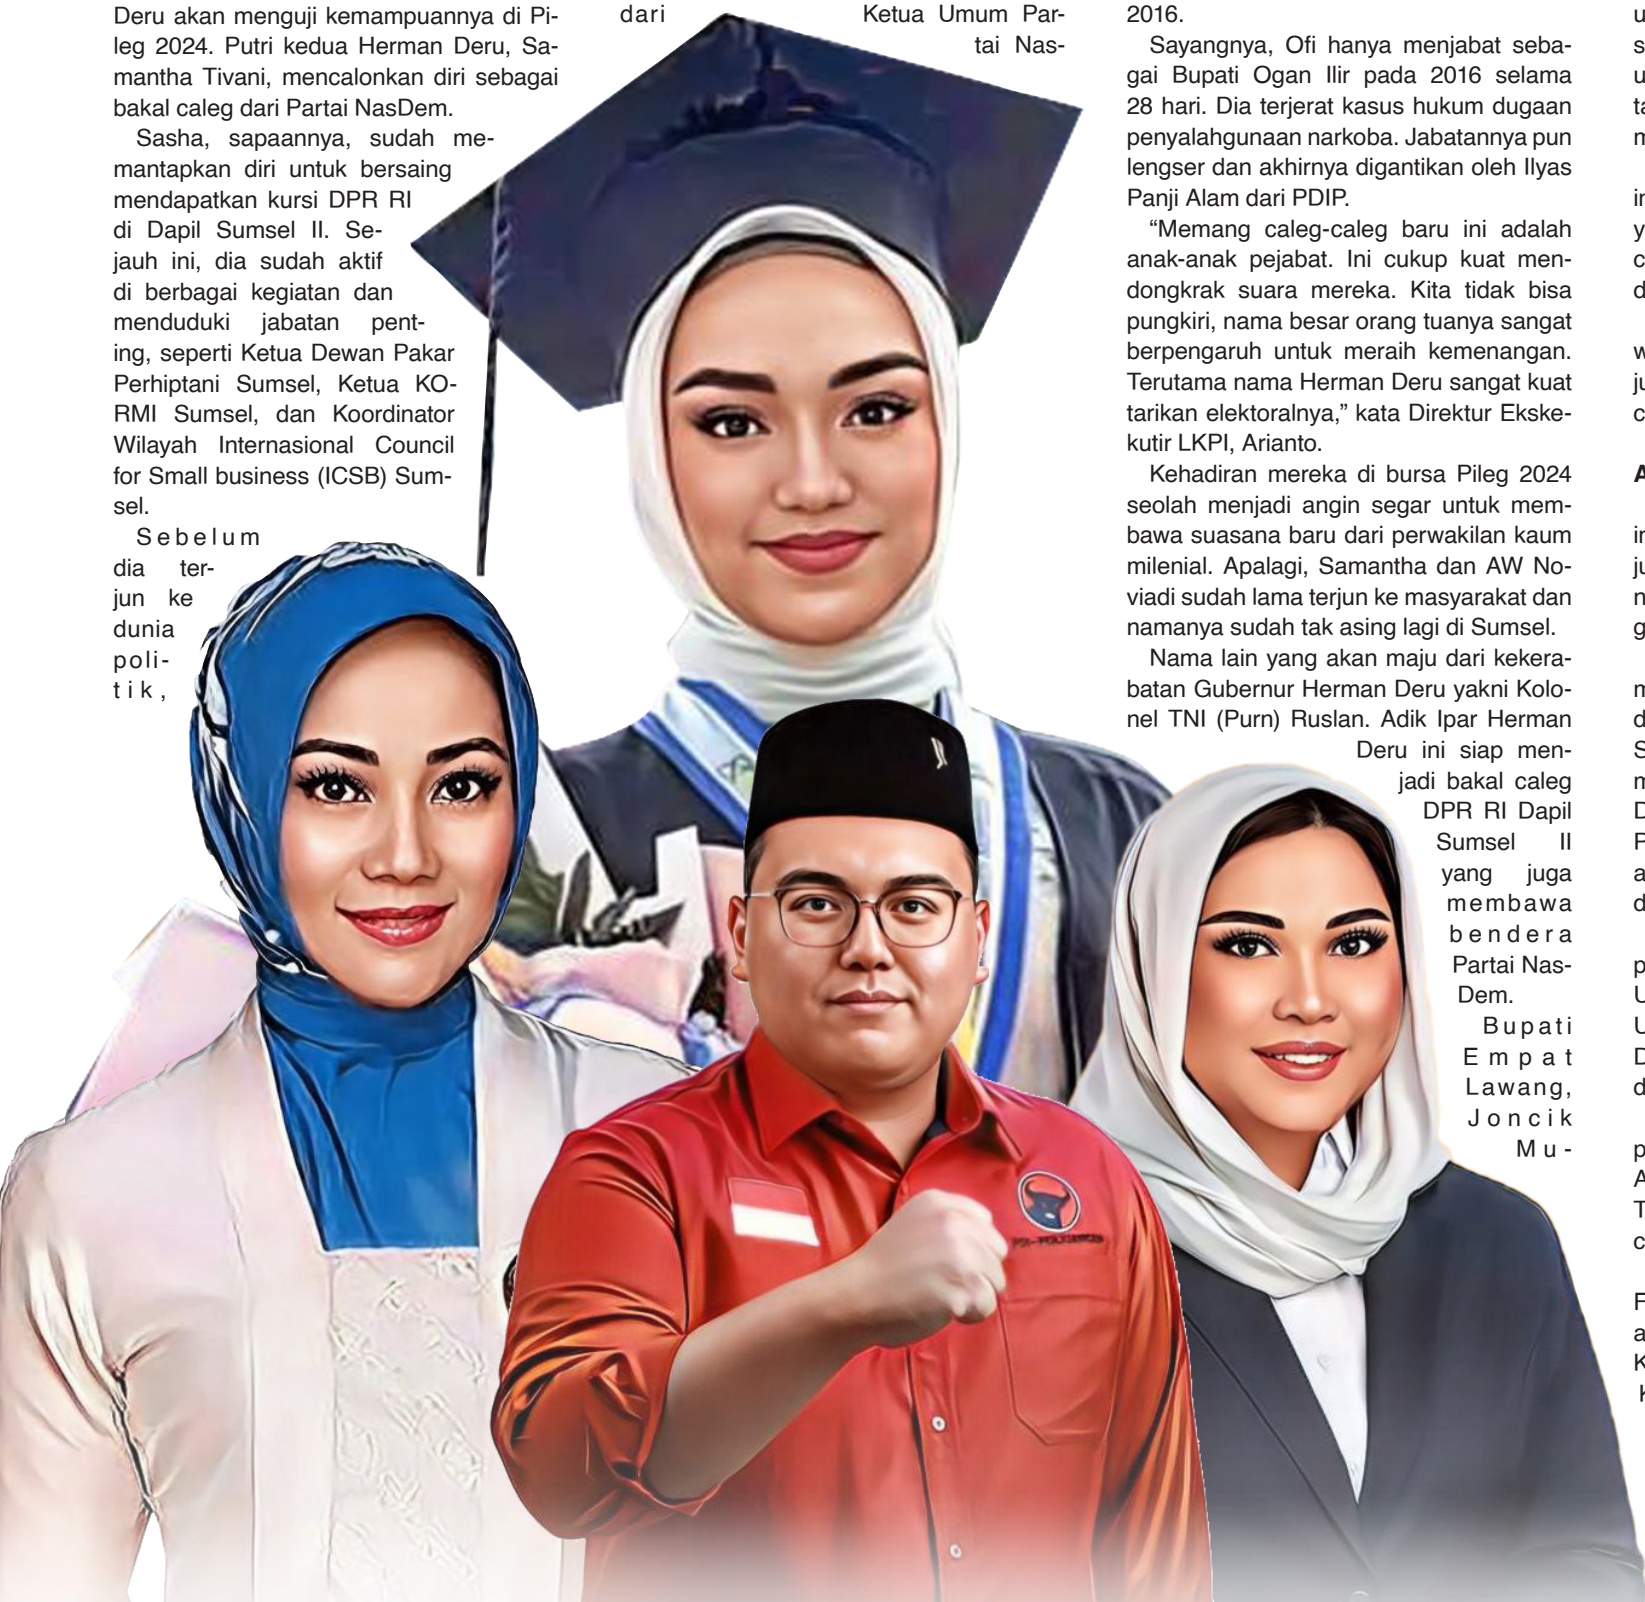 Deru akan menguji kemampuannya di Pi-
leg 2024. Putri kedua Herman Deru, Sa-
mantha Tivani, mencalonkan diri sebagai
bakal caleg dari Partai NasDem.
Sasha, sapaannya, sudah me-
mantapkan diri untuk bersaing
mendapatkan kursi DPR RI
di Dapil Sumsel II. Se-
jauh ini, dia sudah aktif
di berbagai kegiatan dan
menduduki jabatan pent-
ing, seperti Ketua Dewan Pakar
Perhiptani Sumsel, Ketua KO-
RMI Sumsel, dan Koordinator
Wilayah Internasional Council
for Small business (ICSB) Sum-
sel.
Sebelum
dia ter-
jun ke
dunia
poli-
tik,
dari Ketua Umum Par-
tai Nas-
2016.
Sayangnya, Ofi hanya menjabat seba-
gai Bupati Ogan Ilir pada 2016 selama
28 hari. Dia terjerat kasus hukum dugaan
penyalahgunaan narkoba. Jabatannya pun
lengser dan akhirnya digantikan oleh Ilyas
Panji Alam dari PDIP.
“Memang caleg-caleg baru ini adalah
anak-anak pejabat. Ini cukup kuat men-
dongkrak suara mereka. Kita tidak bisa
pungkiri, nama besar orang tuanya sangat
berpengaruh untuk meraih kemenangan.
Terutama nama Herman Deru sangat kuat
tarikan elektoralnya,” kata Direktur Ekske-
kutir LKPI, Arianto.
Kehadiran mereka di bursa Pileg 2024
seolah menjadi angin segar untuk mem-
bawa suasana baru dari perwakilan kaum
milenial. Apalagi, Samantha dan AW No-
viadi sudah lama terjun ke masyarakat dan
namanya sudah tak asing lagi di Sumsel.
Nama lain yang akan maju dari kekera-
batan Gubernur Herman Deru yakni Kolo-
nel TNI (Purn) Ruslan. Adik Ipar Herman
Deru ini siap men-
jadi bakal caleg
DPR RI Dapil
Sumsel II
yang juga
membawa
bendera
Partai Nas-
Dem.
Bupati
Empat
Lawang,
Joncik
Mu-
PDI-PERJUANGAN